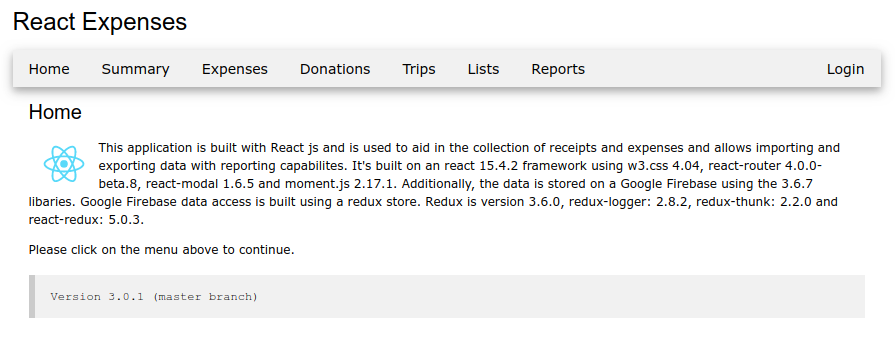 React Expenses
Home Summary Expenses Donations Trips Lists Reports Login
Home
This application is built with React js and is used to aid in the collection of receipts and expenses and allows importing and
exporting data with reporting capabilites. It's built on an react 15.4.2 framework using w3.css 4.04, react-router 4.0.0-
beta.8, react-modal 1.6.5 and moment.js 2.17.1. Additionally, the data is stored on a Google Firebase using the 3.6.7
libaries. Google Firebase data access is built using a redux store. Redux is version 3.6.0, redux-logger: 2.8.2, redux-thunk: 2.2.0 and
react-redux: 5.0.3.
Please click on the menu above to continue.
Version 3.0.1 (master branch)